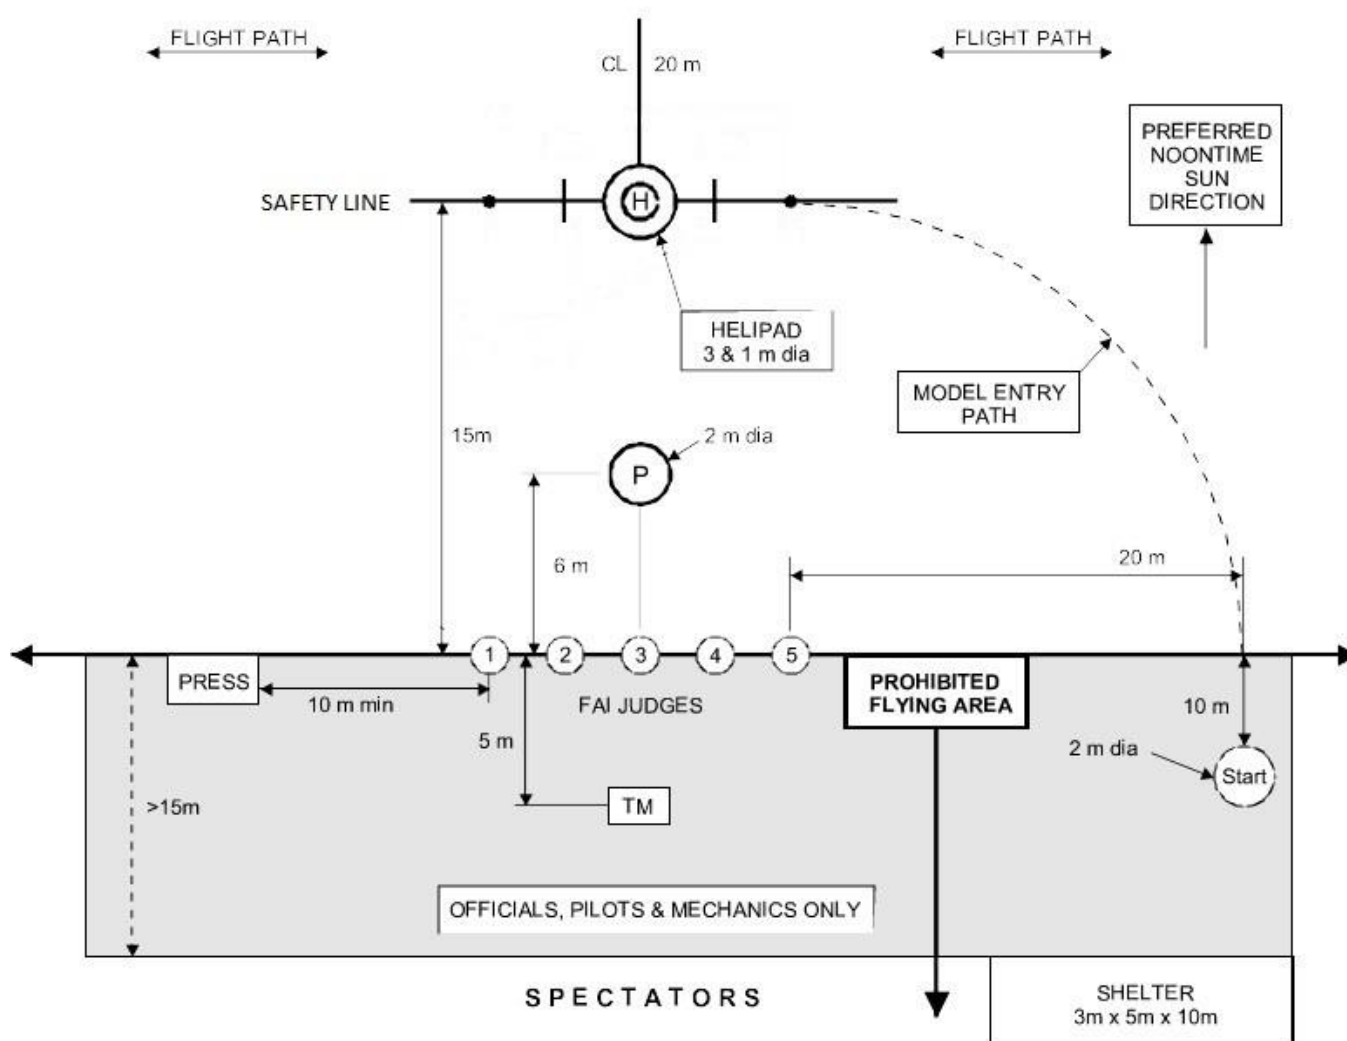 FLIGHT PATH
FLIGHT PATH
CL 20 m
PREFERRED
NOONTIME
SUN
DIRECTION
SAFETY LINE
H
HELIPAD
3 & 1 m dia
MODEL ENTRY
PATH
15m
2 m dia
P
6 m
20 m
1 2 3 4 5
PRESS
10 m min
FAI JUDGES
PROHIBITED
FLYING AREA
10 m
5 m
2 m dia
Start
>15m
TM
OFFICIALS, PILOTS & MECHANICS ONLY
SPECTATORS
SHELTER
3m x 5m x 10m